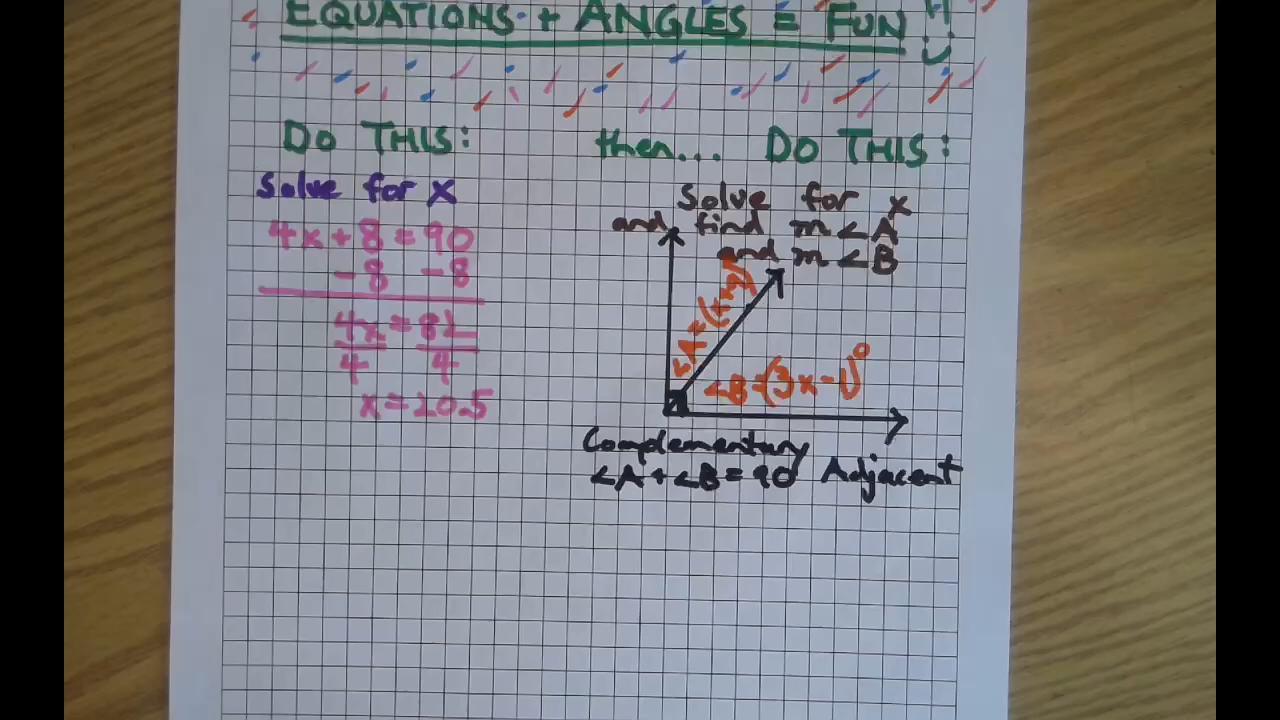 EQUATIONS + ANGLES = FUN
DO THIS:
Solve for x
4x + 8 = 90
-8 -8
4x = 82
4 4
x = 20.5
then... DO THIS:
Solve for x
and find m<A
and m<B
<A = (x+
<B = (3x - 1)°
Complementary
<A + <B = 90
Adjacent